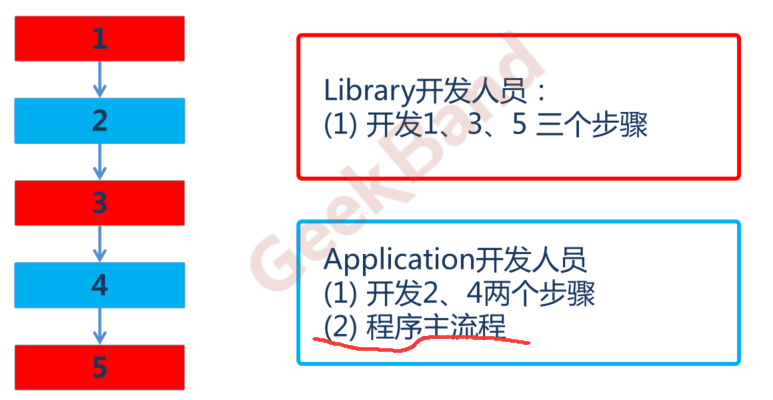 1
2
3
4
5
Library开发人员：
(1) 开发1、3、5 三个步骤
Application开发人员
(1) 开发2、4两个步骤
(2) 程序主流程
GeekBand